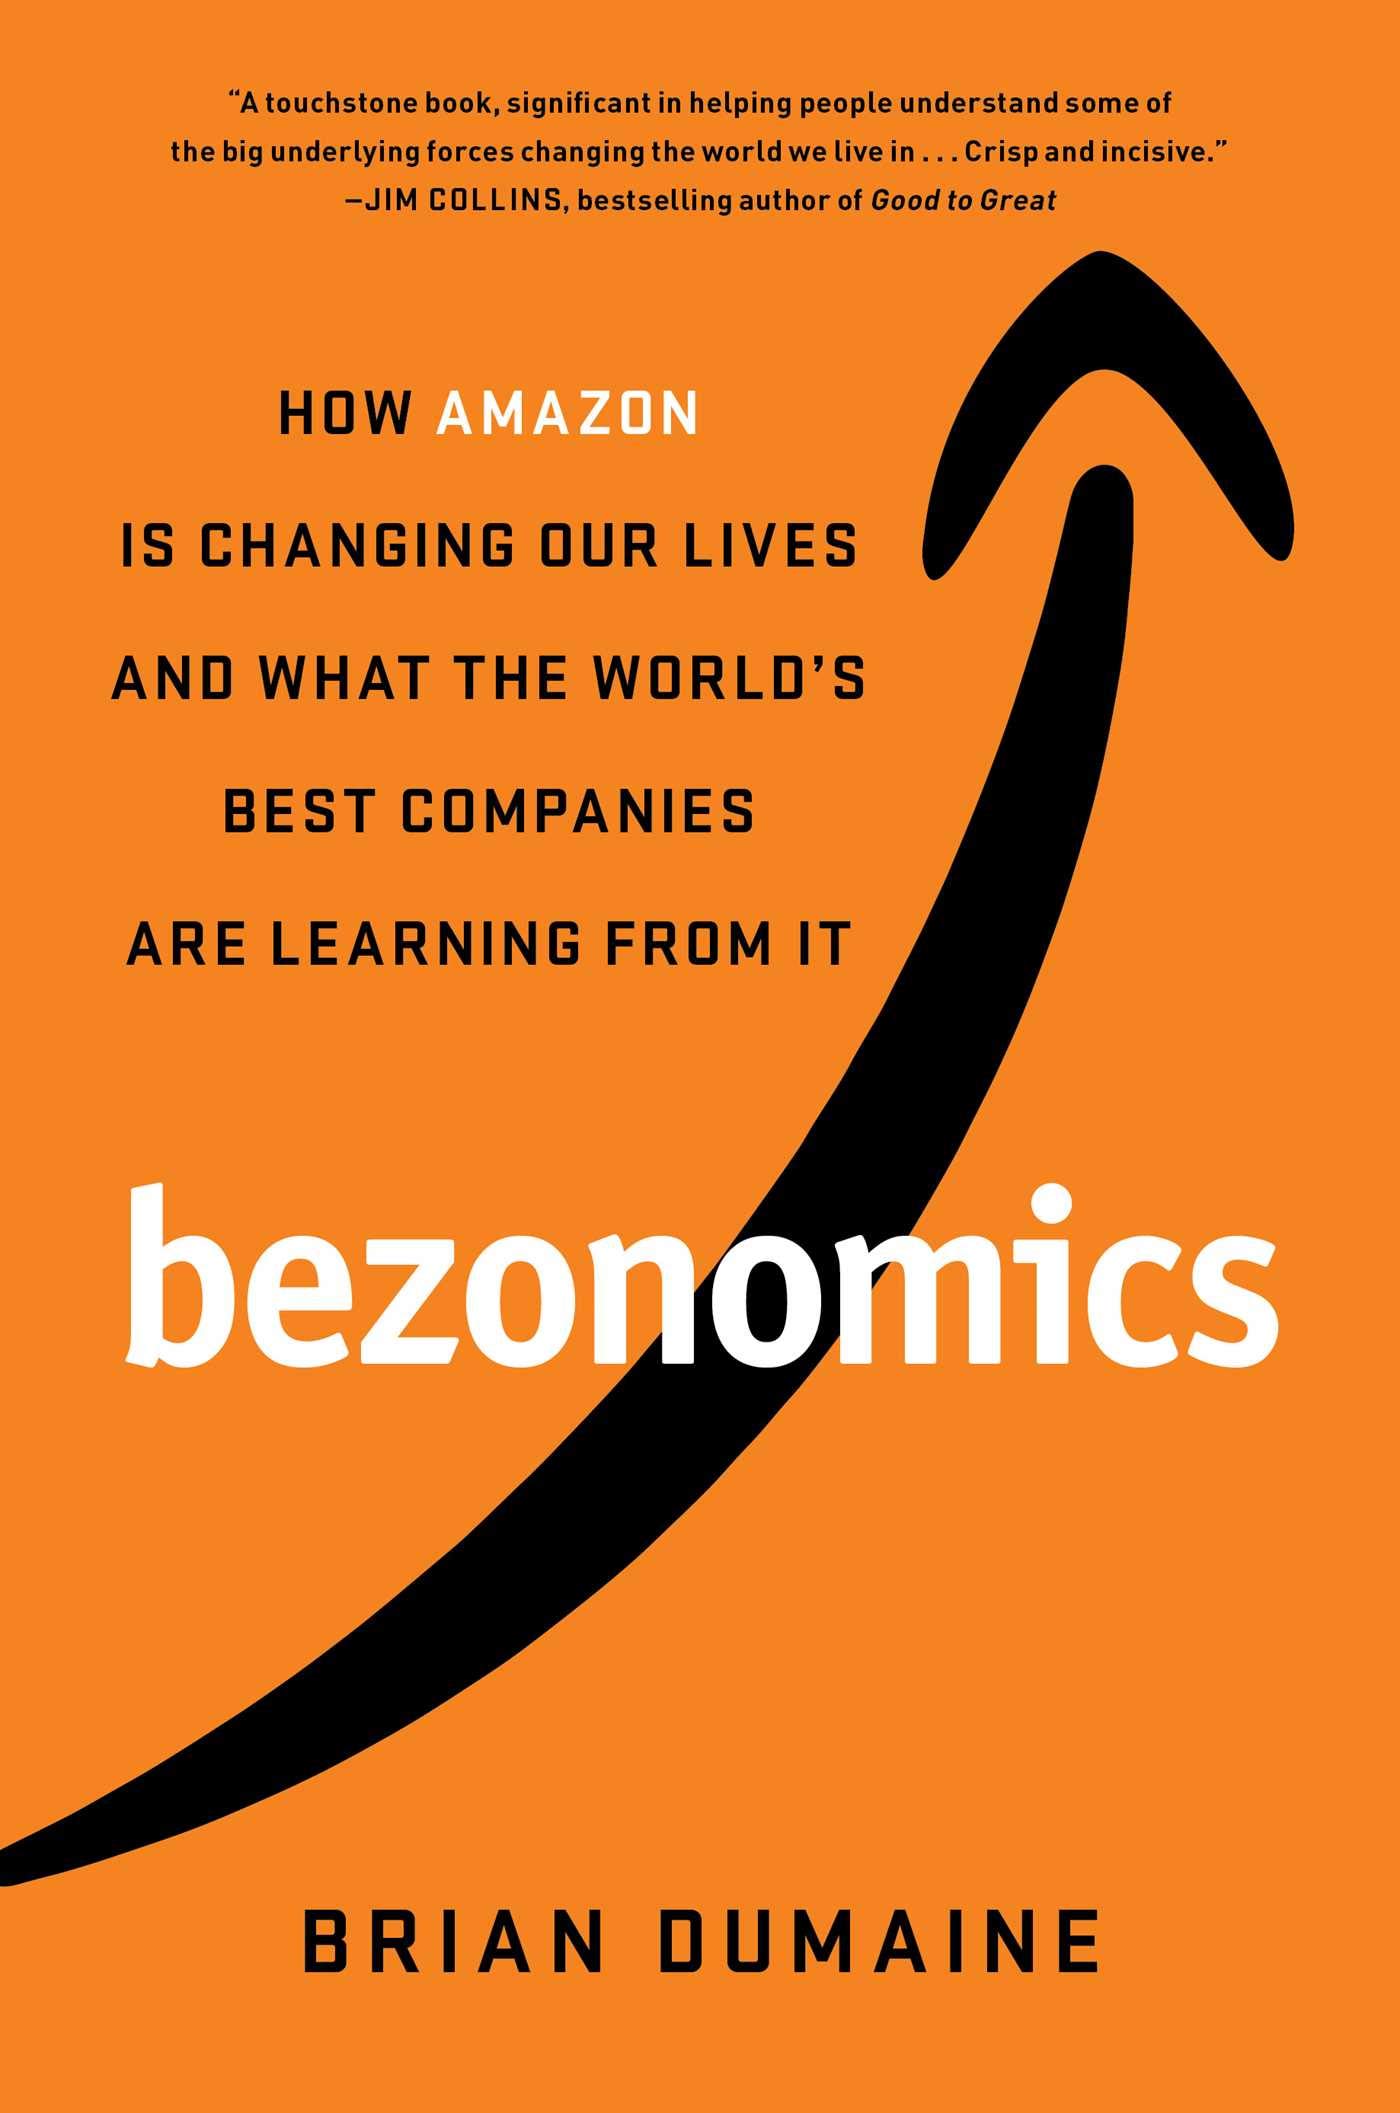 “A touchstone book, significant in helping people understand some of
the big underlying forces changing the world we live in . . . Crisp and incisive.”
—JIM COLLINS, bestselling author of Good to Great
HOW AMAZON
IS CHANGING OUR LIVES
AND WHAT THE WORLD’S
BEST COMPANIES
ARE LEARNING FROM IT
bezonomics
BRIAN DUMAINE